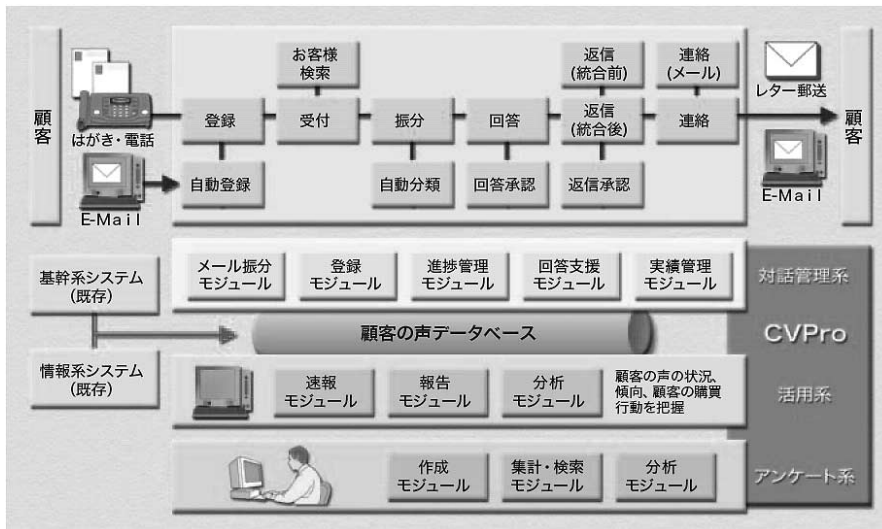 顧客
はがき・電話
E-Mail
お客様
検索
返信
(統合前)
連絡
(メール)
登録
受付
振分
回答
返信
(統合後)
連絡
自動登録
自動分類
回答承認
返信承認
レター郵送
E-Mail
顧客
基幹系システム
(既存)
情報系システム
(既存)
メール振分
モジュール
登録
モジュール
進捗管理
モジュール
回答支援
モジュール
実績管理
モジュール
対話管理系
顧客の声データベース
CVPro
速報
モジュール
報告
モジュール
分析
モジュール
顧客の声の状況、
傾向、顧客の購買
行動を把握
活用系
作成
モジュール
集計・検索
モジュール
分析
モジュール
アンケート系